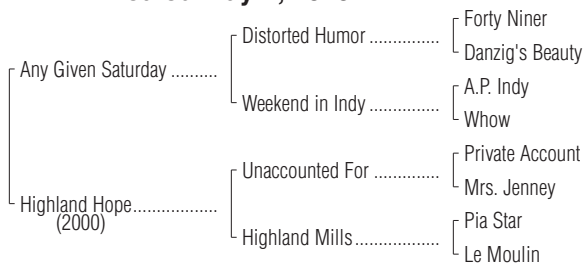 Distorted Humor ............... Forty Niner
Danzig's Beauty
Any Given Saturday ..........
Weekend in Indy ............... A.P. Indy
Whow
Unaccounted For ............... Private Account
Mrs. Jenney
Highland Hope..................
(2000)
Highland Mills................... Pia Star
Le Moulin